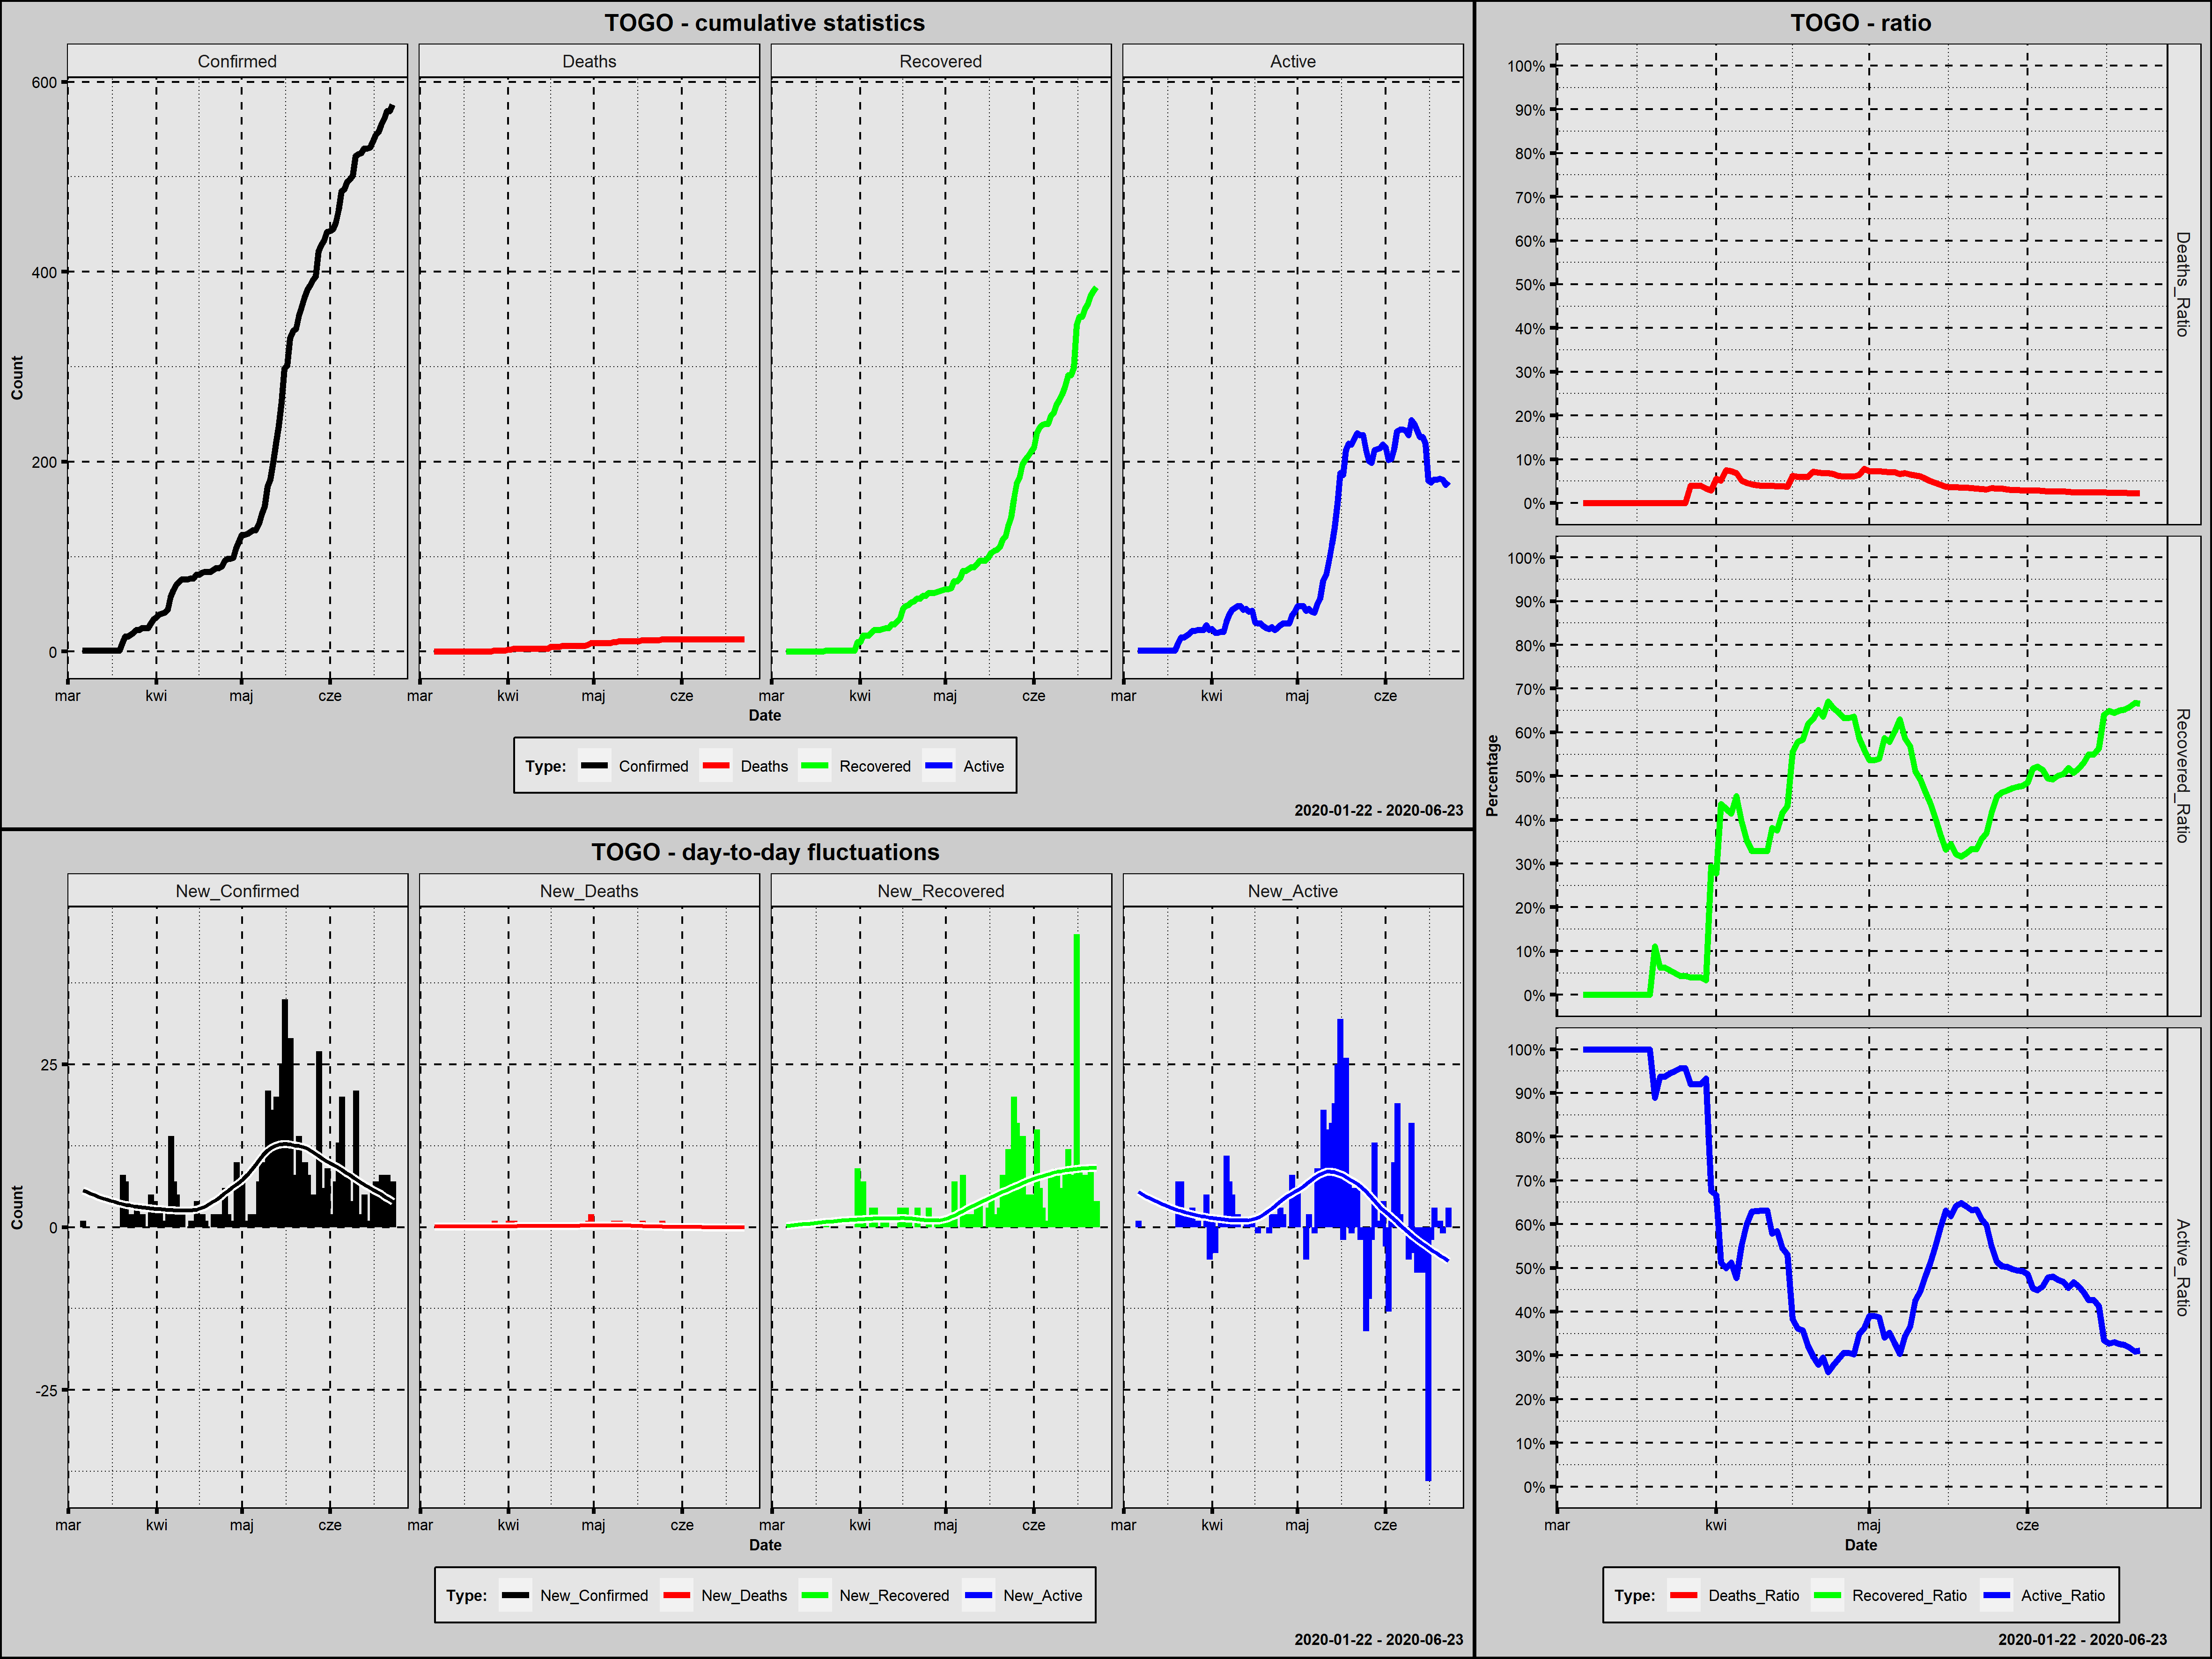 TOGO - cumulative statistics
Confirmed Deaths Recovered Active
600
400
200
0
Count
mar kwi maj cze mar kwi maj cze mar kwi maj cze mar kwi maj cze
Date
Type: Confirmed Deaths Recovered Active
2020-01-22 - 2020-06-23
TOGO - day-to-day fluctuations
New_Confirmed New_Deaths New_Recovered New_Active
25
0
-25
Count
mar kwi maj cze mar kwi maj cze mar kwi maj cze mar kwi maj cze
Date
Type: New_Confirmed New_Deaths New_Recovered New_Active
2020-01-22 - 2020-06-23
TOGO - ratio
100%
90%
80%
70%
60%
50%
40%
30%
20%
10%
0%
Deaths_Ratio
100%
90%
80%
70%
60%
50%
40%
30%
20%
10%
0%
Recovered_Ratio
Percentage
100%
90%
80%
70%
60%
50%
40%
30%
20%
10%
0%
Active_Ratio
mar kwi maj cze
Date
Type: Deaths_Ratio Recovered_Ratio Active_Ratio
2020-01-22 - 2020-06-23